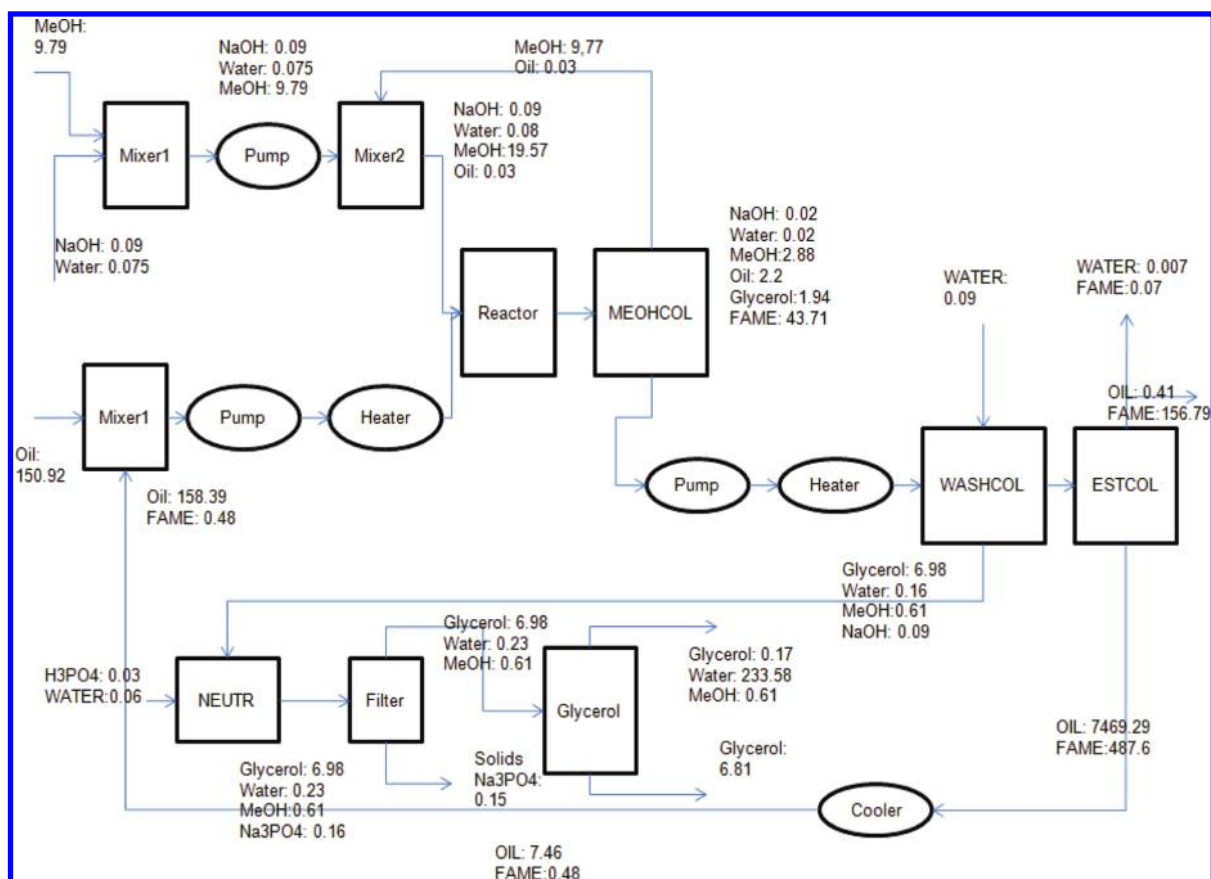 MeOH:
9.79
NaOH: 0.09
Water: 0.075
MeOH: 9.79
MeOH: 9,77
Oil: 0.03
Mixer1
Pump
Mixer2
NaOH: 0.09
Water: 0.08
MeOH:19.57
Oil: 0.03
NaOH: 0.09
Water: 0.075
Reactor
MEOHCOL
NaOH: 0.02
Water: 0.02
MeOH:2.88
Oil: 2.2
Glycerol:1.94
FAME: 43.71
WATER:
0.09
WATER: 0.007
FAME:0.07
OIL: 0.41
FAME:156.79
Mixer1
Pump
Heater
Oil:
150.92
Oil: 158.39
FAME: 0.48
Pump
Heater
WASHCOL
ESTCOL
Glycerol: 6.98
Water: 0.16
MeOH:0.61
NaOH: 0.09
H3PO4: 0.03
WATER:0.06
NEUTR
Filter
Glycerol: 6.98
Water: 0.23
MeOH: 0.61
Glycerol
Glycerol: 0.17
Water: 233.58
MeOH: 0.61
Glycerol:
6.81
Solids
Na3PO4:
0.15
Glycerol: 6.98
Water: 0.23
MeOH:0.61
Na3PO4: 0.16
OIL: 7469.29
FAME:487.6
Cooler
OIL: 7.46
FAME:0.48